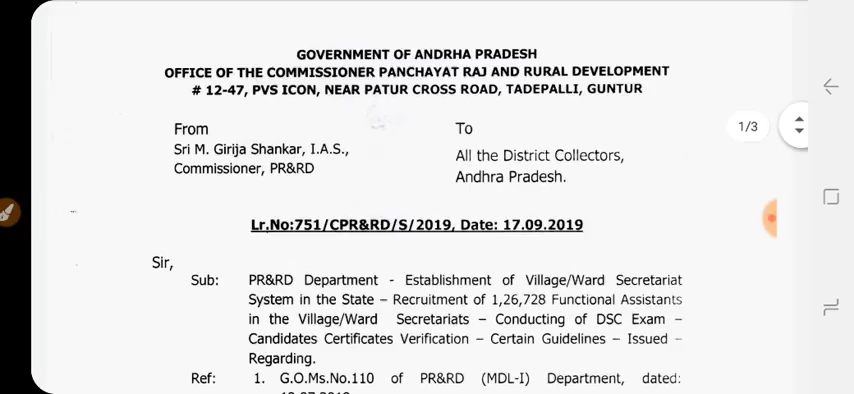 GOVERNMENT OF ANDRHA PRADESH
OFFICE OF THE COMMISSIONER PANCHAYAT RAJ AND RURAL DEVELOPMENT
# 12-47, PVS ICON, NEAR PATUR CROSS ROAD, TADEPALLI, GUNTUR
From
Sri M. Girija Shankar, I.A.S.,
Commissioner, PR&RD
To
All the District Collectors,
Andhra Pradesh.
1/3
Lr.No:751/CPR&RD/S/2019, Date: 17.09.2019
Sir,
Sub: PR&RD Department - Establishment of Village/Ward Secretariat
System in the State – Recruitment of 1,26,728 Functional Assistants
in the Village/Ward Secretariats – Conducting of DSC Exam –
Candidates Certificates Verification – Certain Guidelines – Issued –
Regarding.
Ref: 1. G.O.Ms.No.110 of PR&RD (MDL-I) Department, dated: